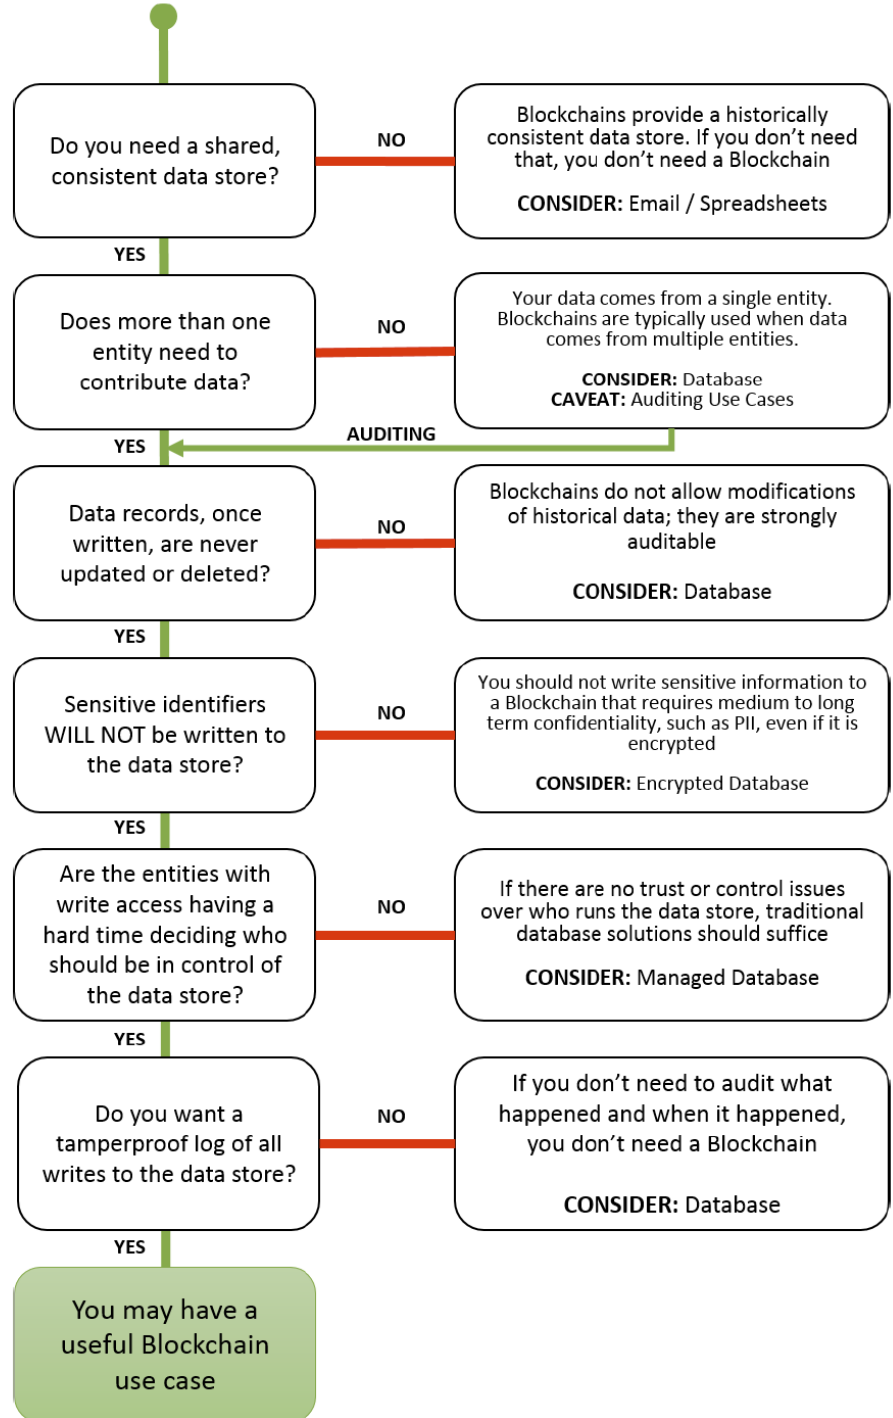 Do you need a shared,
consistent data store?
NO
Blockchains provide a historically
consistent data store. If you don’t need
that, you don’t need a Blockchain
CONSIDER: Email / Spreadsheets
YES
Does more than one
entity need to
contribute data?
NO
Your data comes from a single entity.
Blockchains are typically used when data
comes from multiple entities.
CONSIDER: Database
CAVEAT: Auditing Use Cases
YES
AUDITING
Data records, once
written, are never
updated or deleted?
NO
Blockchains do not allow modifications
of historical data; they are strongly
auditable
CONSIDER: Database
YES
Sensitive identifiers
WILL NOT be written to
the data store?
NO
You should not write sensitive information to
a Blockchain that requires medium to long
term confidentiality, such as PII, even if it is
encrypted
CONSIDER: Encrypted Database
YES
Are the entities with
write access having a
hard time deciding who
should be in control of
the data store?
NO
If there are no trust or control issues
over who runs the data store, traditional
database solutions should suffice
CONSIDER: Managed Database
YES
Do you want a
tamperproof log of all
writes to the data store?
NO
If you don’t need to audit what
happened and when it happened,
you don’t need a Blockchain
CONSIDER: Database
YES
You may have a
useful Blockchain
use case